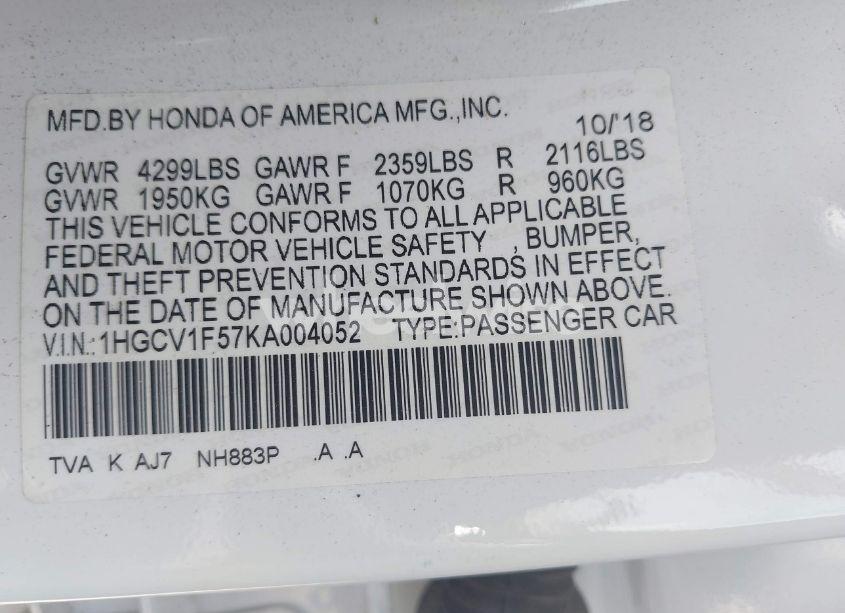 MFD.BY HONDA OF AMERICA MFG.,INC. 10/'18
GVWR 4299LBS GAWR F 2359LBS R 2116LBS
GVWR 1950KG GAWR F 1070KG R 960KG
THIS VEHICLE CONFORMS TO ALL APPLICABLE
FEDERAL MOTOR VEHICLE SAFETY , BUMPER,
AND THEFT PREVENTION STANDARDS IN EFFECT
ON THE DATE OF MANUFACTURE SHOWN ABOVE.
V.I.N.:1HGCV1F57KA004052 TYPE:PASSENGER CAR
TVA K AJ7 NH883P .A .A